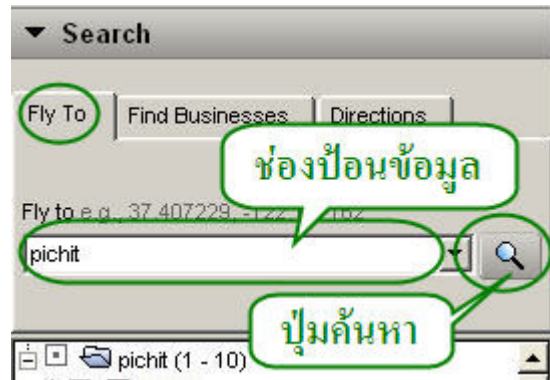 Search
Fly To Find Businesses Directions
ช่องป้อนข้อมูล
Fly to e.g., 37.407229, -122
pichit
ปุ่มค้นหา
pichit (1 - 10)